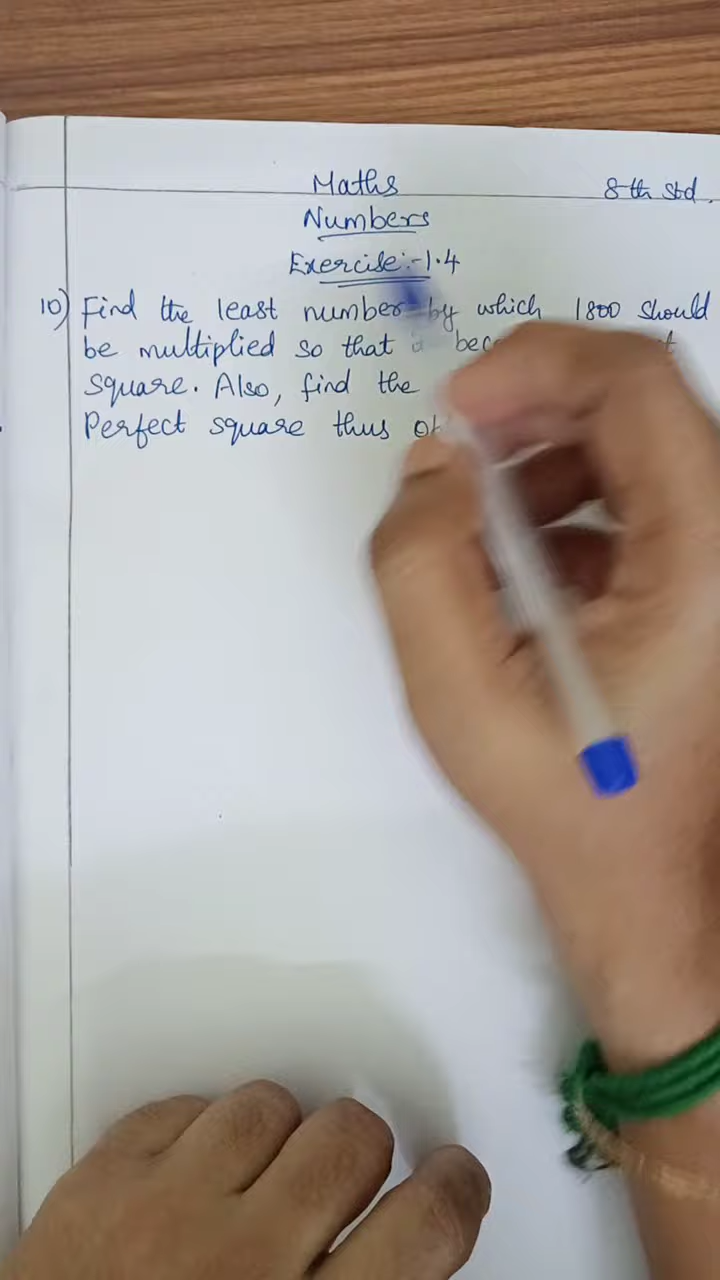 Maths
8th Std.
Numbers
Exercise:-1.4
10) Find the least number by which 1800 should
be multiplied so that
square. Also, find the
Perfect square thus